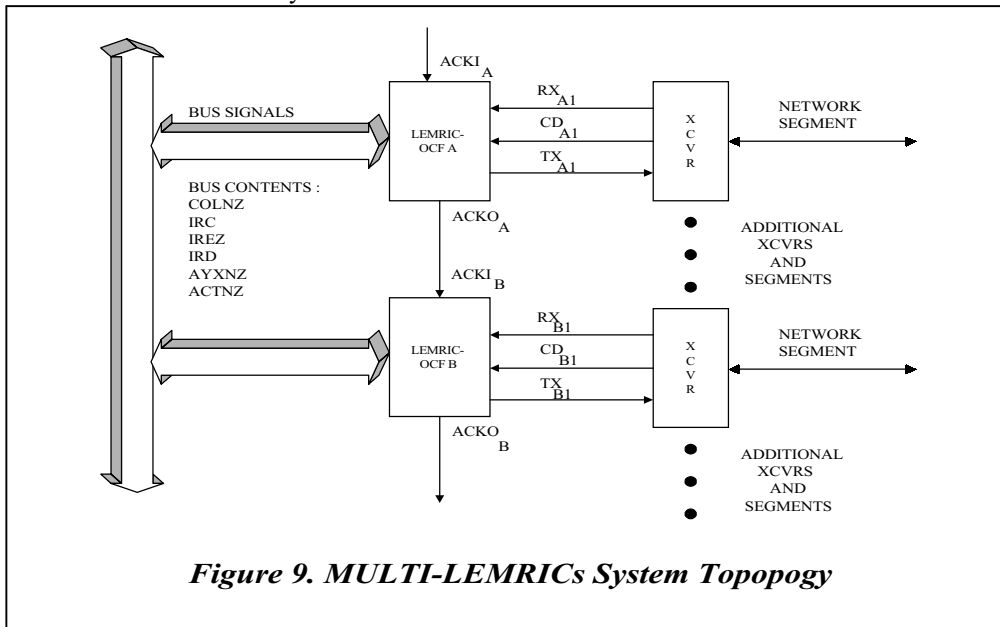 ACKI A
BUS SIGNALS
LEMRIC-
OCF A
RX A1
CD A1
TX A1
X
C
V
R
NETWORK
SEGMENT
BUS CONTENTS :
COLNZ
IRC
IREZ
IRD
AYXNZ
ACTNZ
ACKO A
ADDITIONAL
XCVRS
AND
SEGMENTS
ACKI B
LEMRIC-
OCF B
RX B1
CD B1
TX B1
X
C
V
R
NETWORK
SEGMENT
ACKO B
ADDITIONAL
XCVRS
AND
SEGMENTS
Figure 9. MULTI-LEMRICs System Topopogy